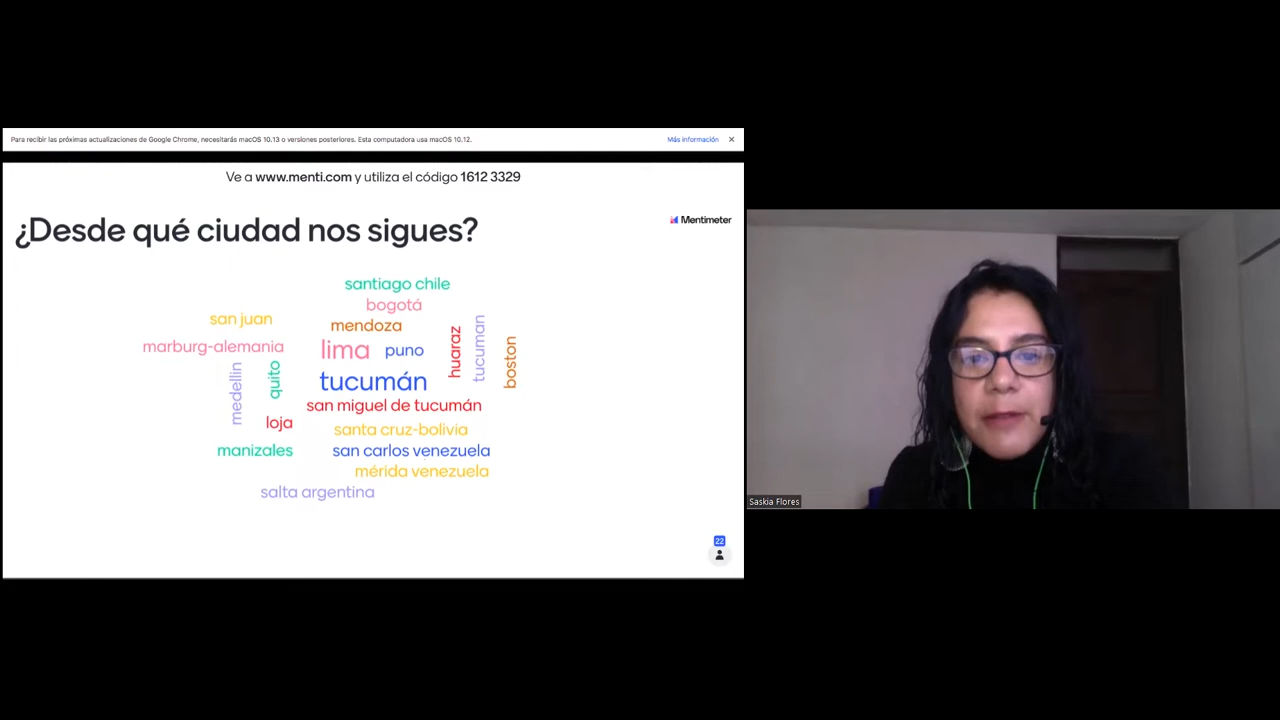 Para recibir las próximas actualizaciones de Google Chrome, necesitarás macOS 10.13 o versiones posteriores. Esta computadora usa macOS 10.12.
Más información
Ve a www.menti.com y utiliza el código 1612 3329
Mentimeter
¿Desde qué ciudad nos sigues?
santiago chile
bogotá
san juan
mendoza
marburg-alemania
lima
puno
huaraz
tucuman
boston
medellin
quito
tucumán
san miguel de tucumán
loja
santa cruz-bolivia
manizales
san carlos venezuela
mérida venezuela
salta argentina
22
Saskia Flores